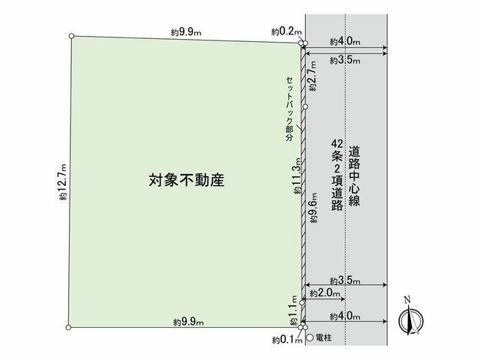 約9.9m
約0.2m
約4.0m
約3.5m
約2.7m
セットバック部分
約12.7m
対象不動産
約11.3m
約9.6m
42条2項道路
道路中心線
約3.5m
約1.1m
約2.0m
約9.9m
約4.0m
約0.1m
電柱
N